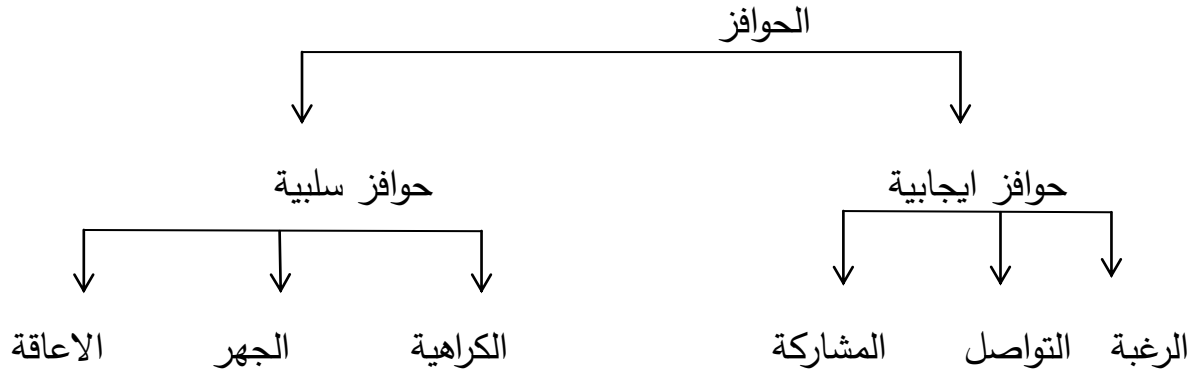 الحوافز
حوافز ايجابية
حوافز سلبية
الرغبة
التواصل
المشاركة
الكراهية
الجهر
الاعاقة